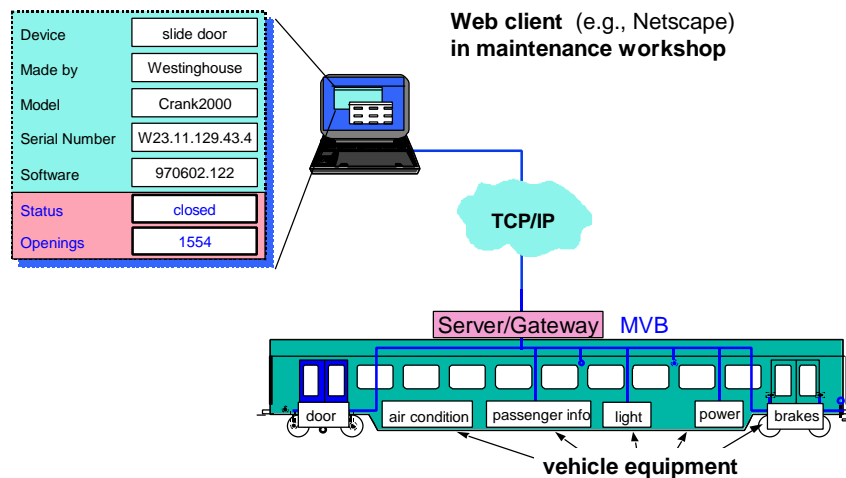 Web client (e.g., Netscape)
in maintenance workshop
Device slide door
Made by Westinghouse
Model Crank2000
Serial Number W23.11.129.43.4
Software 970602.122
Status closed
Openings 1554
TCP/IP
Server/Gateway MVB
door air condition passenger info light power brakes
vehicle equipment